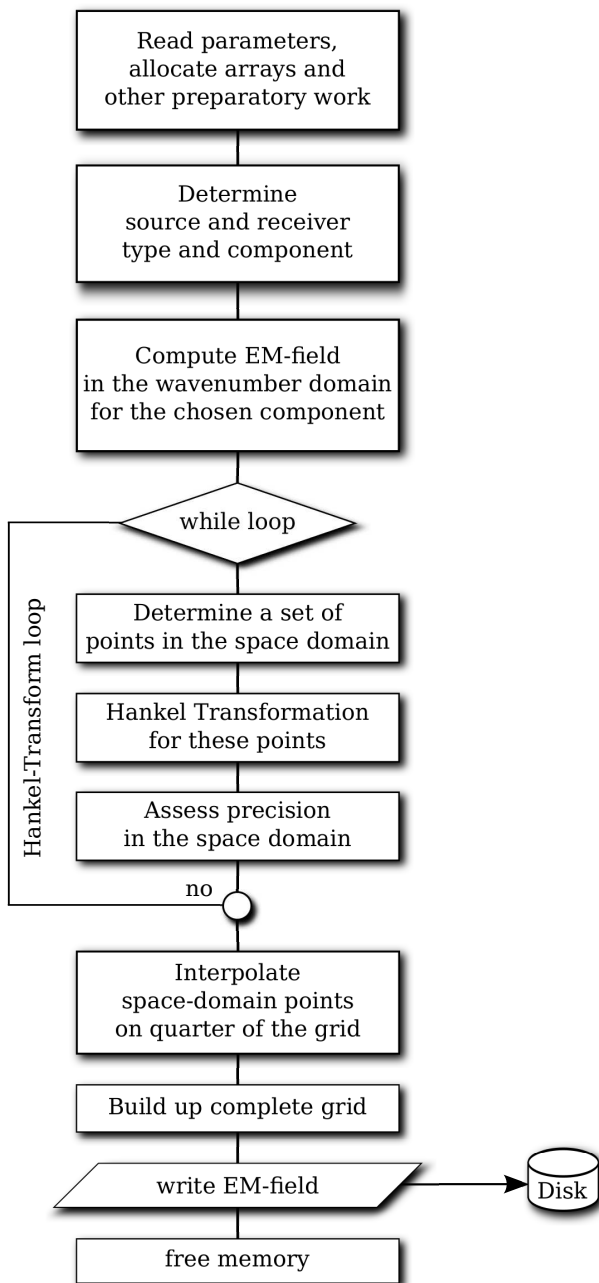 Read parameters,
allocate arrays and
other preparatory work
Determine
source and receiver
type and component
Compute EM-field
in the wavenumber domain
for the chosen component
while loop
Hankel-Transform loop
Determine a set of
points in the space domain
Hankel Transformation
for these points
Assess precision
in the space domain
no
Interpolate
space-domain points
on quarter of the grid
Build up complete grid
write EM-field
Disk
free memory